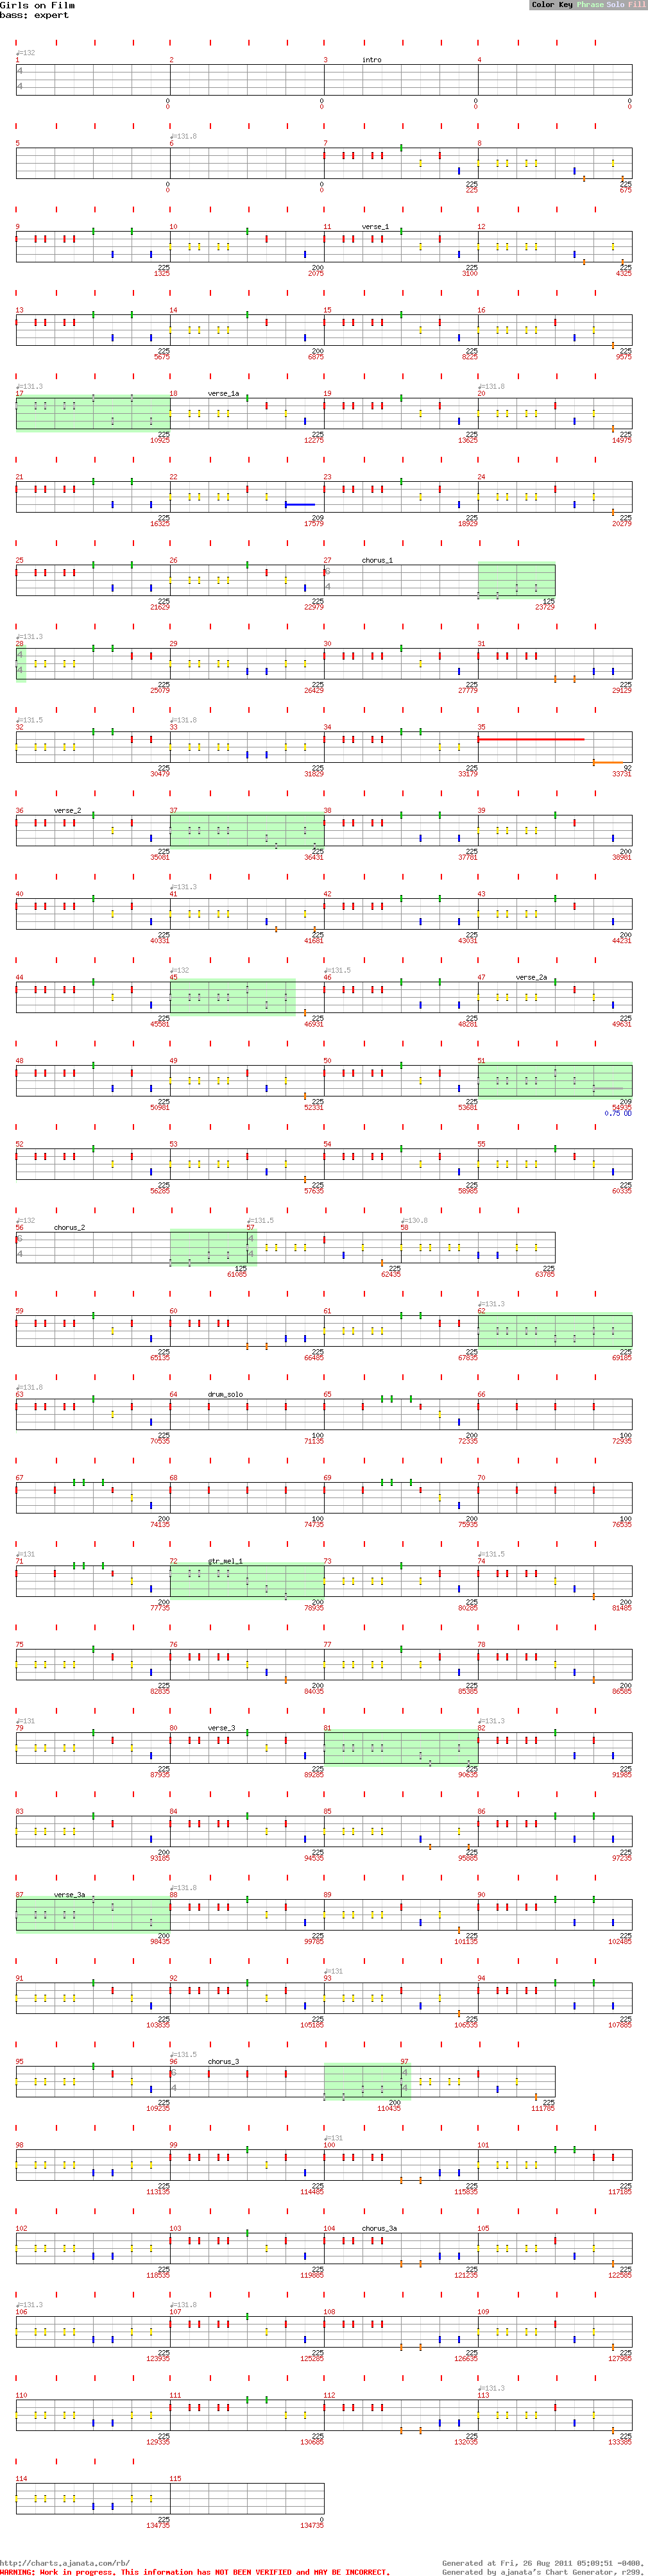 Girls on Film
bass: expert
Color Key Phrase Solo Fill
♩=132
1 2 3 intro 4
4
4
0 0 0 0
0 0 0 0
♩=131.8
5 6 7 8
0 0 225 225
0 0 225 675
9 10 11 verse_1 12
225 200 225 225
1325 2075 3100 4325
13 14 15 16
225 200 225 225
5675 6875 8225 9575
♩=131.3 ♩=131.8
17 18 verse_1a 19 20
225 225 225 225
10925 12275 13625 14975
21 22 23 24
225 209 225 225
16325 17579 18929 20279
25 26 27 chorus_1
6
4
225 225 125
21629 22979 23729
♩=131.3
28 29 30 31
4
4
225 225 225 225
25079 26429 27779 29129
♩=131.5 ♩=131.8
32 33 34 35
225 225 225 92
30479 31829 33179 33731
36 verse_2 37 38 39
225 225 225 200
35081 36431 37781 38981
♩=131.3
40 41 42 43
225 225 225 200
40331 41681 43031 44231
♩=132 ♩=131.5
44 45 46 47 verse_2a
225 225 225 225
45581 46931 48281 49631
48 49 50 51
225 225 225 209
50981 52331 53681 54935
0.75 OD
52 53 54 55
225 225 225 225
56285 57635 58985 60335
♩=132 ♩=131.5 ♩=130.8
56 chorus_2 57 58
6 4
4 4
125 225 225
61085 62435 63785
♩=131.3
59 60 61 62
225 225 225 225
65135 66485 67835 69185
♩=131.8
63 64 drum_solo 65 66
225 100 200 100
70535 71135 72335 72935
67 68 69 70
200 100 200 100
74135 74735 75935 76535
♩=131 ♩=131.5
71 72 gtr_mel_1 73 74
200 200 225 200
77735 78935 80285 81485
75 76 77 78
225 200 225 200
82835 84035 85385 86585
♩=131 ♩=131.3
79 80 verse_3 81 82
225 225 225 225
87935 89285 90635 91985
83 84 85 86
200 225 225 225
93185 94535 95885 97235
♩=131.8
87 verse_3a 88 89 90
200 225 225 225
98435 99785 101135 102485
♩=131
91 92 93 94
225 225 225 225
103835 105185 106535 107885
♩=131.5
95 96 chorus_3 97
6 4
4 4
225 200 225
109235 110435 111785
♩=131
98 99 100 101
225 225 225 225
113135 114485 115835 117185
102 103 104 chorus_3a 105
225 225 225 225
118535 119885 121235 122585
♩=131.3 ♩=131.8
106 107 108 109
225 225 225 225
123935 125285 126635 127985
♩=131.3
110 111 112 113
225 225 225 225
129335 130685 132035 133385
114 115
225 0
134735 134735
http://charts.ajanata.com/rb/
WARNING: Work in progress. This information has NOT BEEN VERIFIED and MAY BE INCORRECT.
Generated at Fri, 26 Aug 2011 05:09:51 -0400.
Generated by ajanata's Chart Generator, r299.